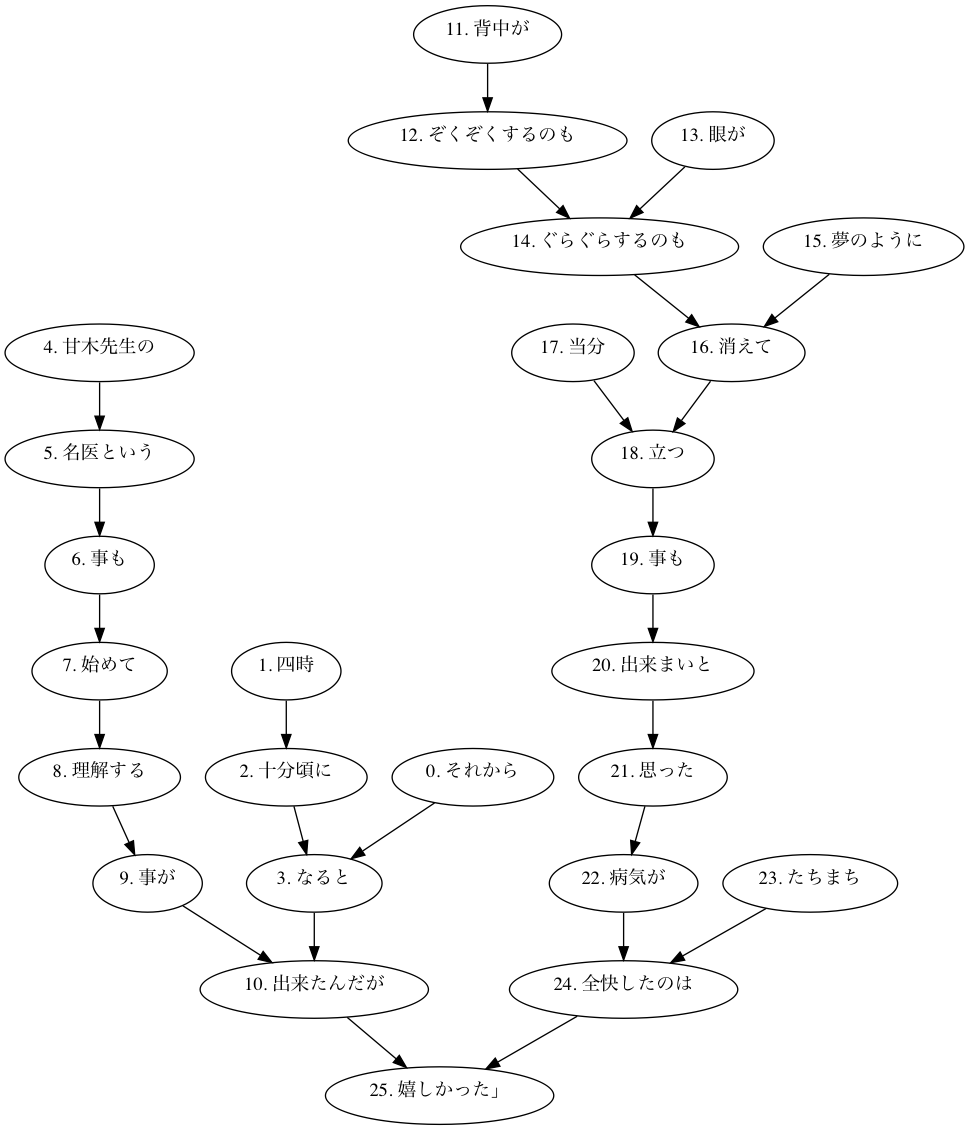 11. 背中が
12. ぞくぞくするのも
13. 眼が
14. ぐらぐらするのも
15. 夢のように
4. 甘木先生の
17. 当分
16. 消えて
5. 名医という
18. 立つ
6. 事も
19. 事も
7. 始めて
1. 四時
20. 出来まいと
8. 理解する
2. 十分頃に
0. それから
21. 思った
9. 事が
3. なると
22. 病気が
23. たちまち
10. 出来たんだが
24. 全快したのは
25. 嬉しかった」